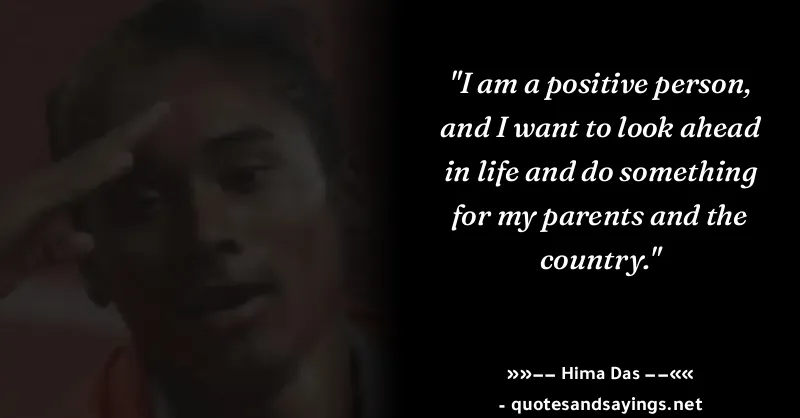 "I am a positive person,
and I want to look ahead
in life and do something
for my parents and the
country."
»»−− Hima Das −−««
- quotesandsayings.net